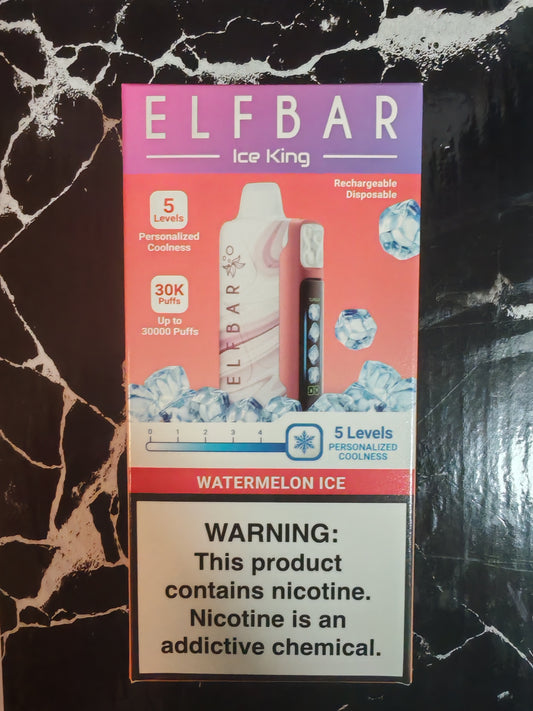 ELFBAR
Ice King
Rechargeable
Disposable
5
Levels
Personalized
Coolness
30K
Puffs
Up to
30000 Puffs
ELFBAR
0 1 2 3 4
5 Levels
PERSONALIZED
COOLNESS
WATERMELON ICE
WARNING:
This product
contains nicotine.
Nicotine is an
addictive chemical.